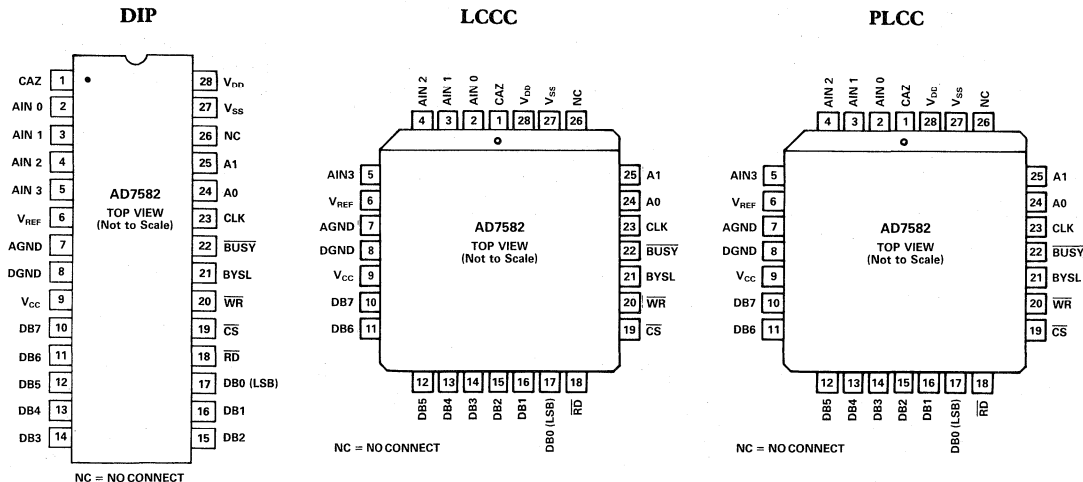 DIP
CAZ 1 28 VDD
AIN 0 2 27 VSS
AIN 1 3 26 NC
AIN 2 4 25 A1
AIN 3 5 24 A0
VREF 6 23 CLK
AGND 7 22 BUSY
DGND 8 21 BYSL
VCC 9 20 WR
DB7 10 19 CS
DB6 11 18 RD
DB5 12 17 DB0 (LSB)
DB4 13 16 DB1
DB3 14 15 DB2
AD7582
TOP VIEW
(Not to Scale)
NC = NO CONNECT
LCCC
AIN 2 AIN 1 AIN 0 CAZ VDD VSS NC
4 3 2 1 28 27 26
AIN3 5 25 A1
VREF 6 24 A0
AGND 7 23 CLK
DGND 8 22 BUSY
VCC 9 21 BYSL
DB7 10 20 WR
DB6 11 19 CS
AD7582
TOP VIEW
(Not to Scale)
12 13 14 15 16 17 18
DB5 DB4 DB3 DB2 DB1 DB0 (LSB) RD
NC = NO CONNECT
PLCC
AIN 2 AIN 1 AIN 0 CAZ VDD VSS NC
4 3 2 1 28 27 26
AIN3 5 25 A1
VREF 6 24 A0
AGND 7 23 CLK
DGND 8 22 BUSY
VCC 9 21 BYSL
DB7 10 20 WR
DB6 11 19 CS
AD7582
TOP VIEW
(Not to Scale)
12 13 14 15 16 17 18
DB5 DB4 DB3 DB2 DB1 DB0 (LSB) RD
NC = NO CONNECT